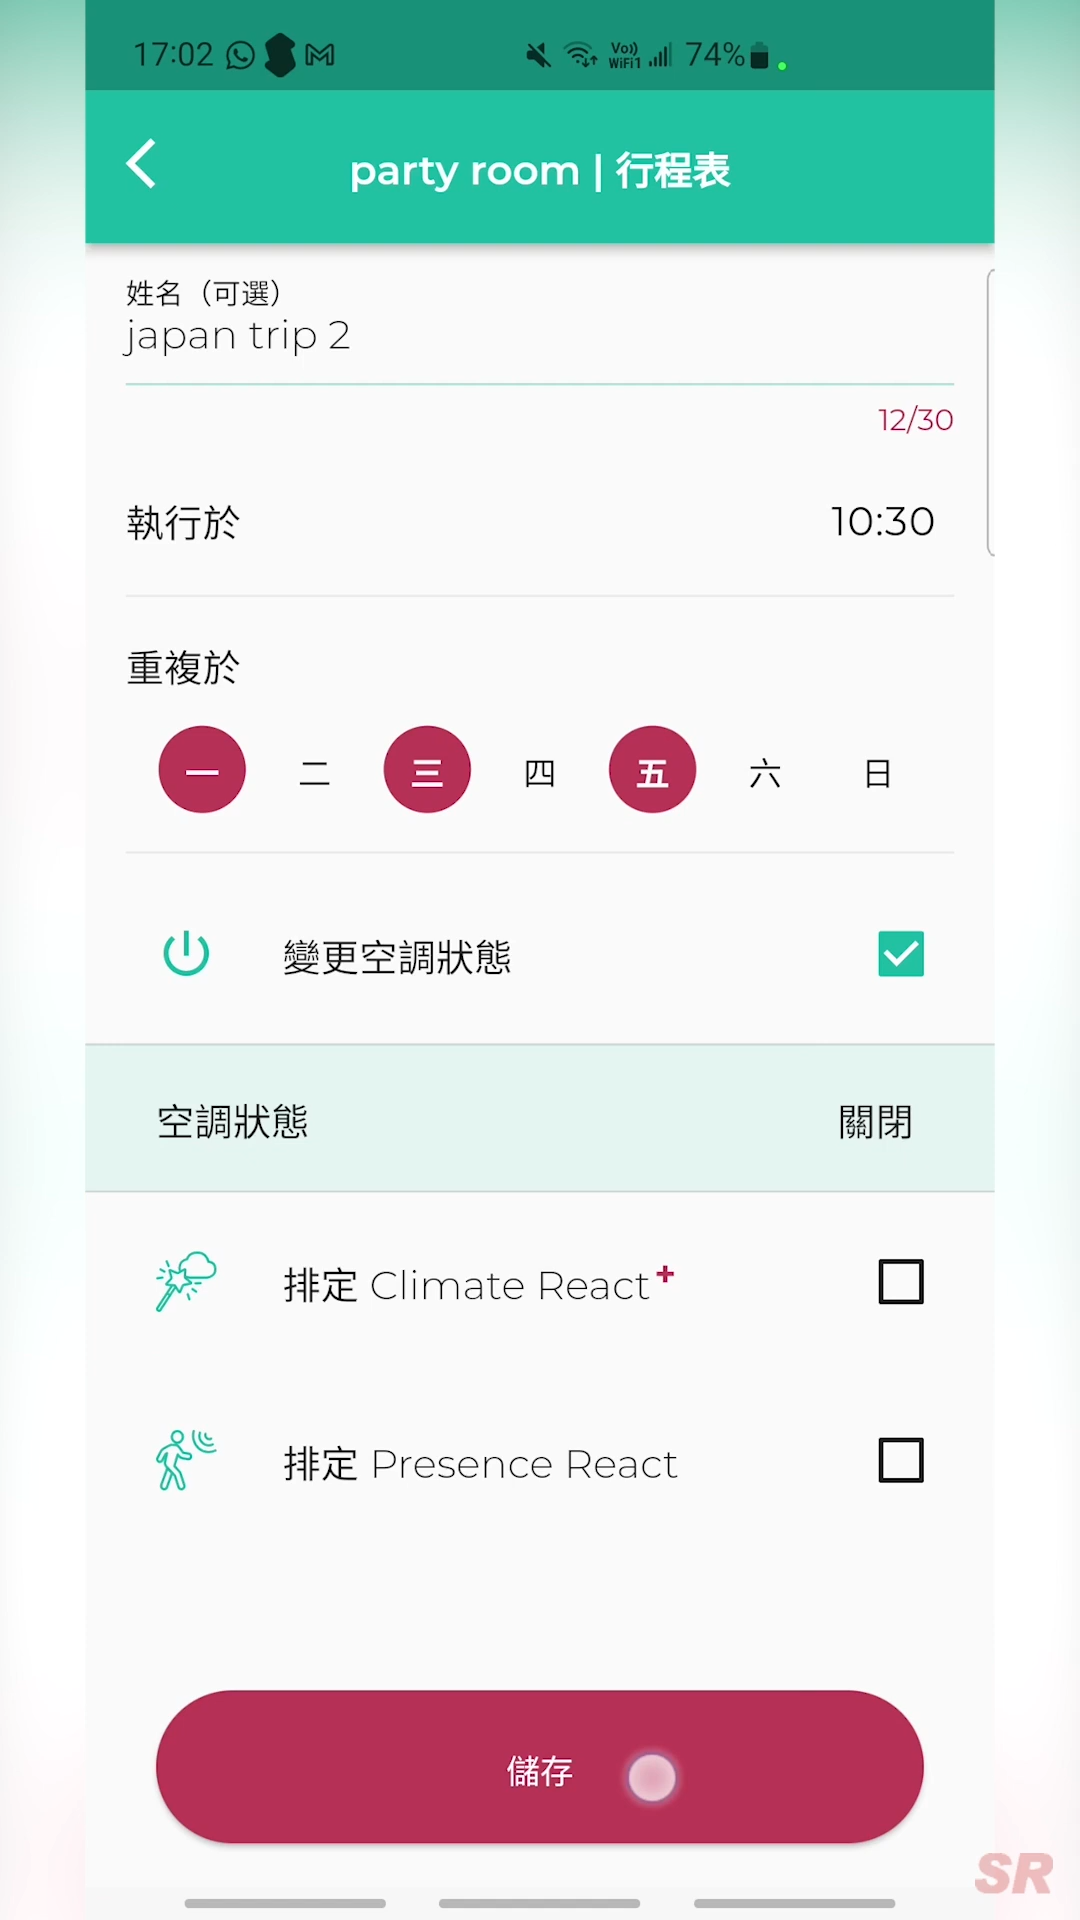 17:02
Vo))
WiFi1
74%
party room | 行程表
姓名（可選）
japan trip 2
12/30
執行於
10:30
重複於
一 二 三 四 五 六 日
變更空調狀態
空調狀態
關閉
排定 Climate React+
排定 Presence React
儲存
SR